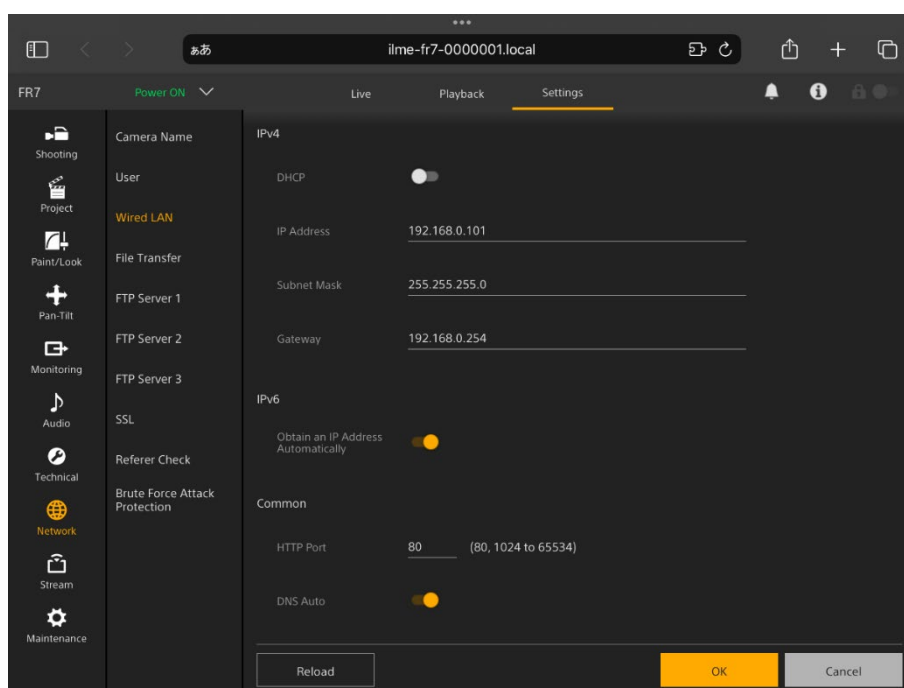 ぁあ
ilme-fr7-0000001.local
FR7
Power ON
Live
Playback
Settings
Shooting
Project
Paint/Look
Pan-Tilt
Monitoring
Audio
Technical
Network
Stream
Maintenance
Camera Name
User
Wired LAN
File Transfer
FTP Server 1
FTP Server 2
FTP Server 3
SSL
Referer Check
Brute Force Attack
Protection
IPv4
DHCP
IP Address 192.168.0.101
Subnet Mask 255.255.255.0
Gateway 192.168.0.254
IPv6
Obtain an IP Address
Automatically
Common
HTTP Port 80 (80, 1024 to 65534)
DNS Auto
Reload
OK
Cancel